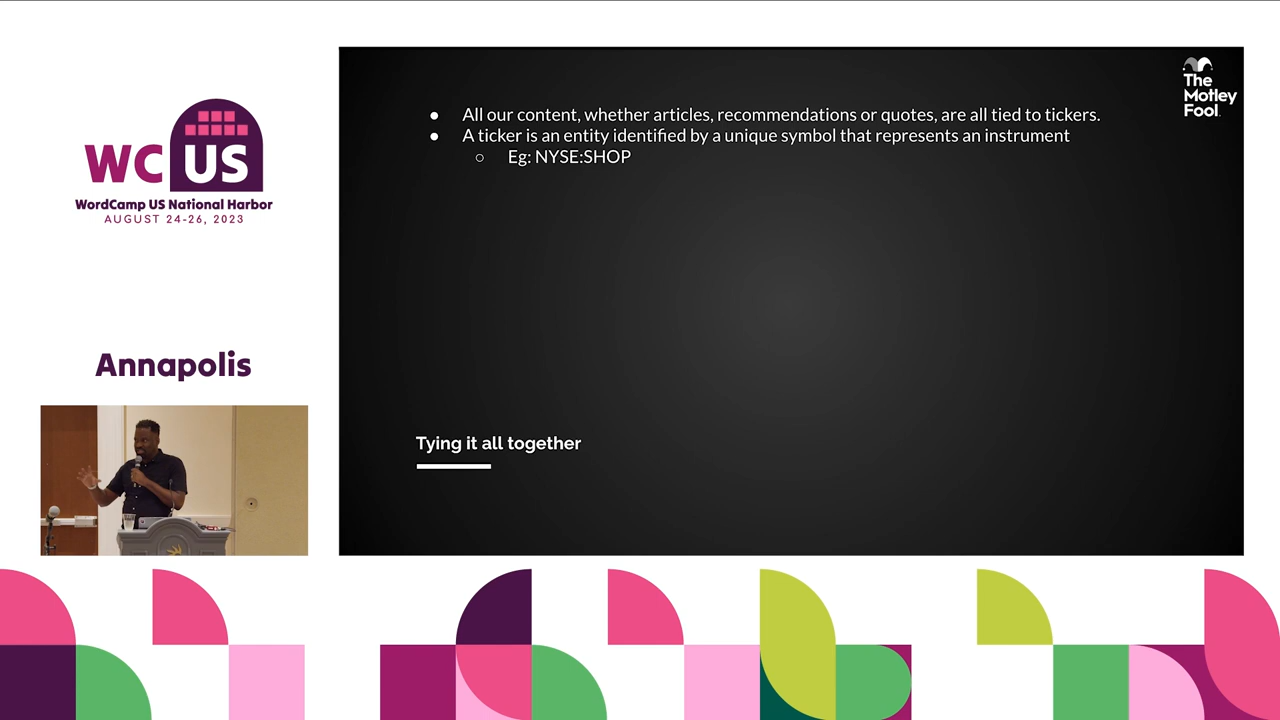 WC US
WordCamp US National Harbor
AUGUST 24-26, 2023
Annapolis
The
Motley
Fool.
● All our content, whether articles, recommendations or quotes, are all tied to tickers.
● A ticker is an entity identified by a unique symbol that represents an instrument
○ Eg: NYSE:SHOP
Tying it all together